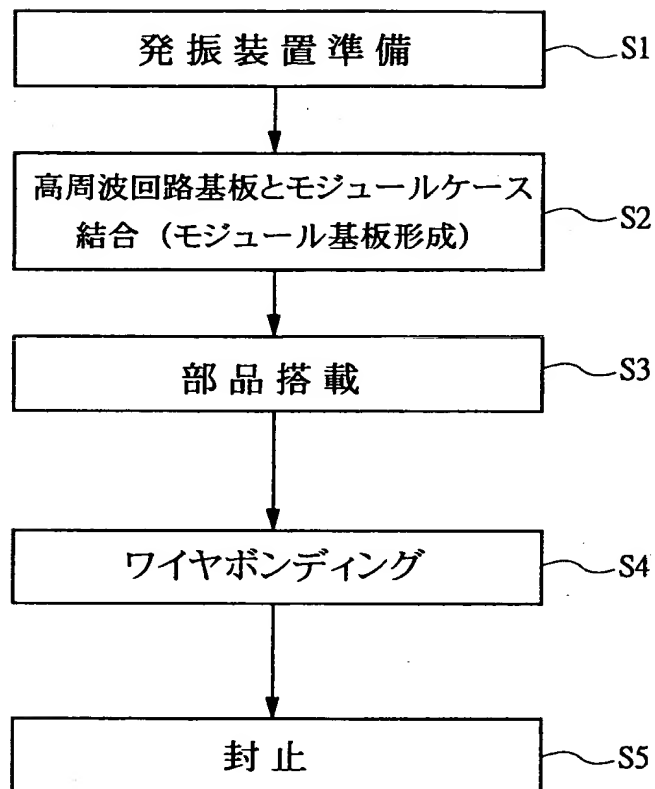 発振装置準備
S1
高周波回路基板とモジュールケース
結合（モジュール基板形成）
S2
部品搭載
S3
ワイヤボンディング
S4
封止
S5